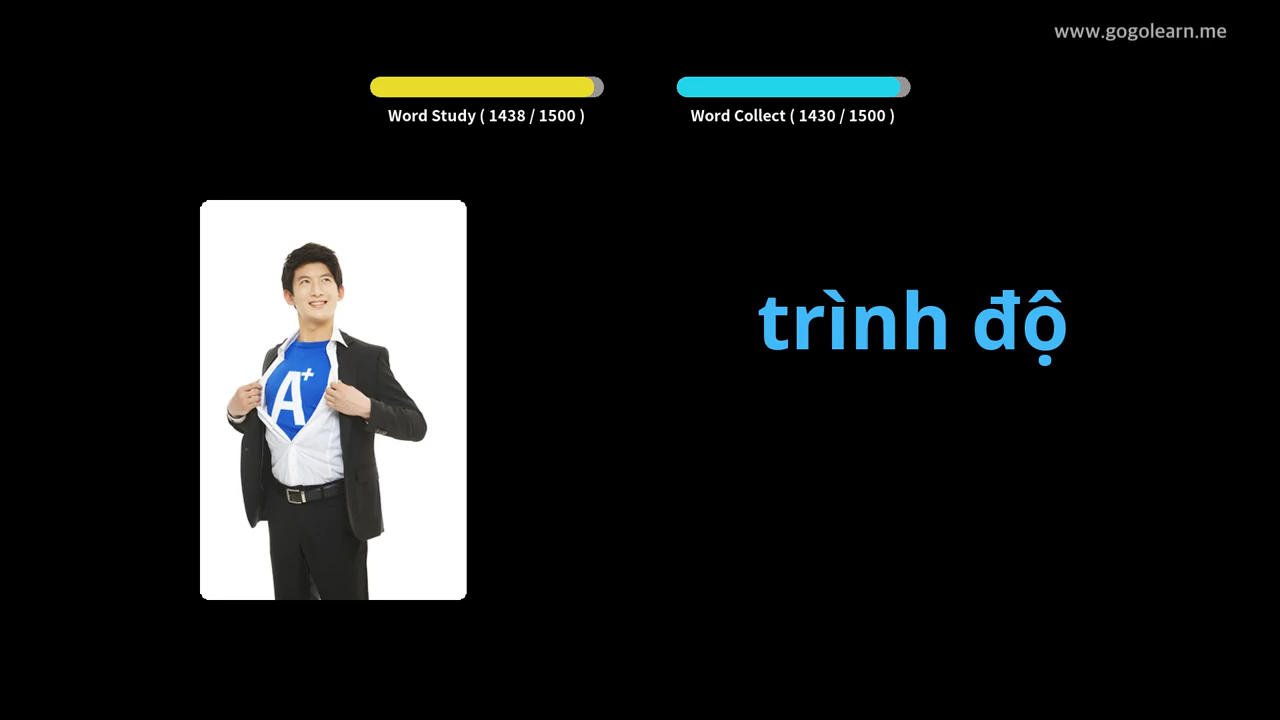 www.gogolearn.me
Word Study ( 1438 / 1500 )
Word Collect ( 1430 / 1500 )
A+
trình độ